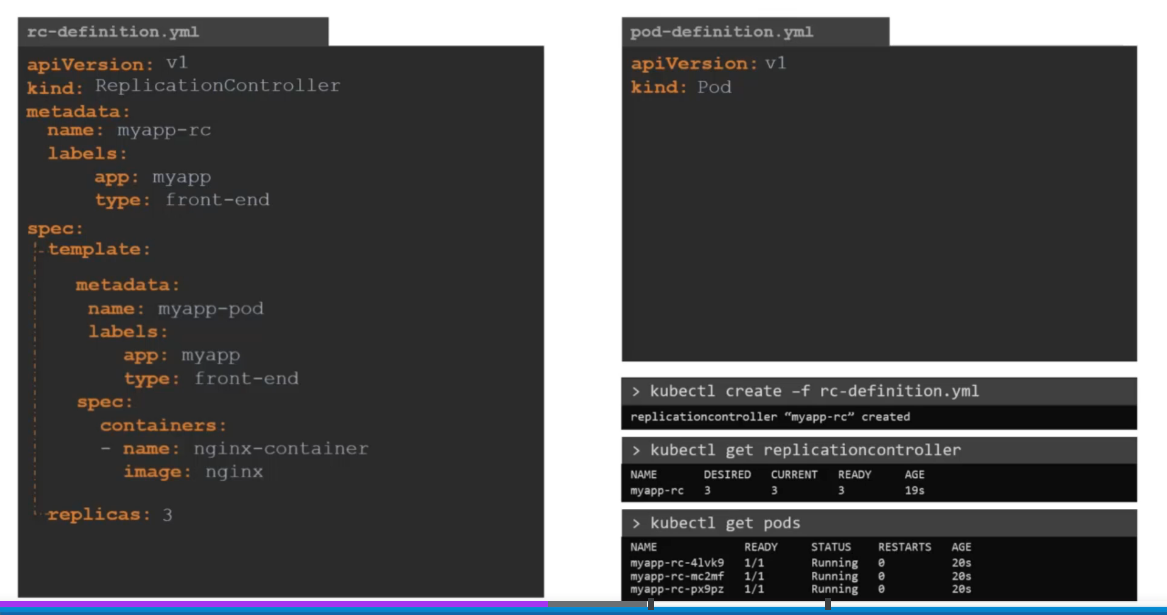 rc-definition.yml
apiVersion: v1
kind: ReplicationController
metadata:
name: myapp-rc
labels:
app: myapp
type: front-end
spec:
template:
metadata:
name: myapp-pod
labels:
app: myapp
type: front-end
spec:
containers:
- name: nginx-container
image: nginx
replicas: 3
pod-definition.yml
apiVersion: v1
kind: Pod
> kubectl create –f rc-definition.yml
replicationcontroller “myapp-rc” created
> kubectl get replicationcontroller
NAME DESIRED CURRENT READY AGE
myapp-rc 3 3 3 19s
> kubectl get pods
NAME READY STATUS RESTARTS AGE
myapp-rc-4lvk9 1/1 Running 0 20s
myapp-rc-mc2mf 1/1 Running 0 20s
myapp-rc-px9pz 1/1 Running 0 20s